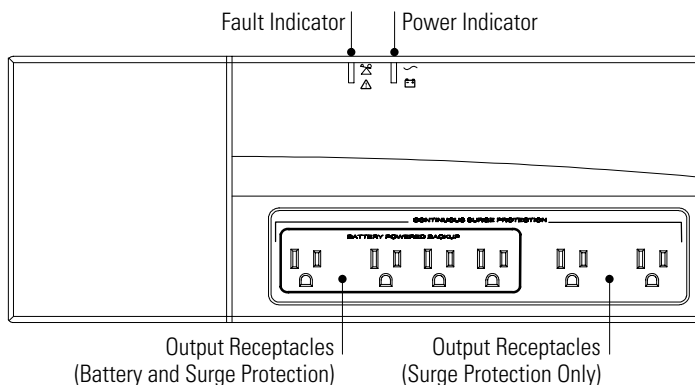 Fault Indicator
Power Indicator
CONTINUOUS SURGE PROTECTION
BATTERY POWERED BACKUP
Output Receptacles
(Battery and Surge Protection)
Output Receptacles
(Surge Protection Only)